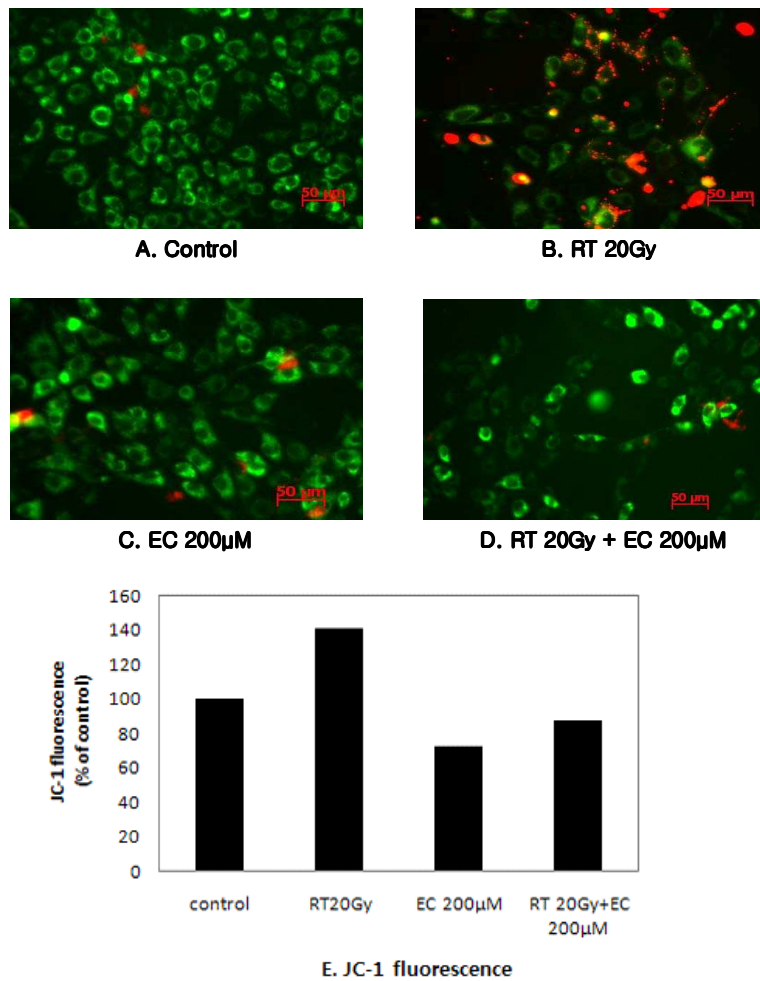 50 µm
50 µm
A. Control
B. RT 20Gy
50 µm
50 µm
C. EC 200µM
D. RT 20Gy + EC 200µM
160
140
120
100
80
60
40
20
0
JC-1 fluorescence
(% of control)
control
RT20Gy
EC 200µM
RT 20Gy+EC
200µM
E. JC-1 fluorescence